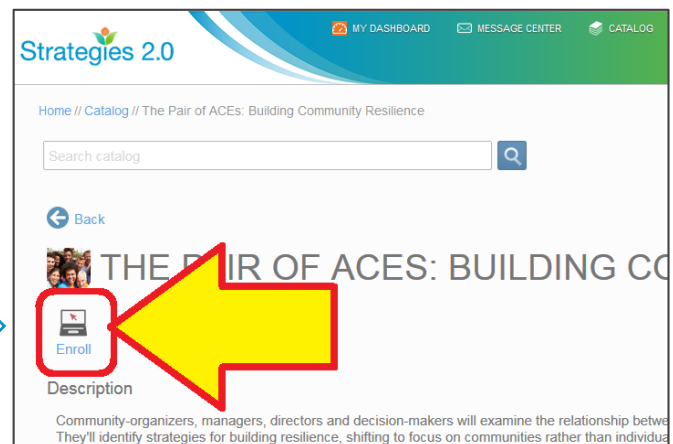 Strategies 2.0
MY DASHBOARD MESSAGE CENTER CATALOG
Home // Catalog // The Pair of ACEs: Building Community Resilience
Search catalog
Back
THE IR OF ACES: BUILDING CO
Enroll
Description
Community-organizers, managers, directors and decision-makers will examine the relationship betwe
They'll identify strategies for building resilience, shifting to focus on communities rather than individua